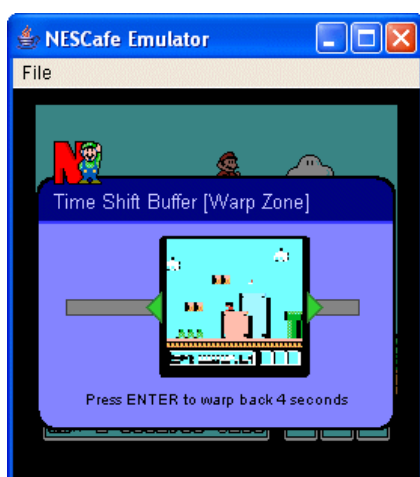 NESCafe Emulator
File
N
Time Shift Buffer [Warp Zone]
Press ENTER to warp back 4 seconds